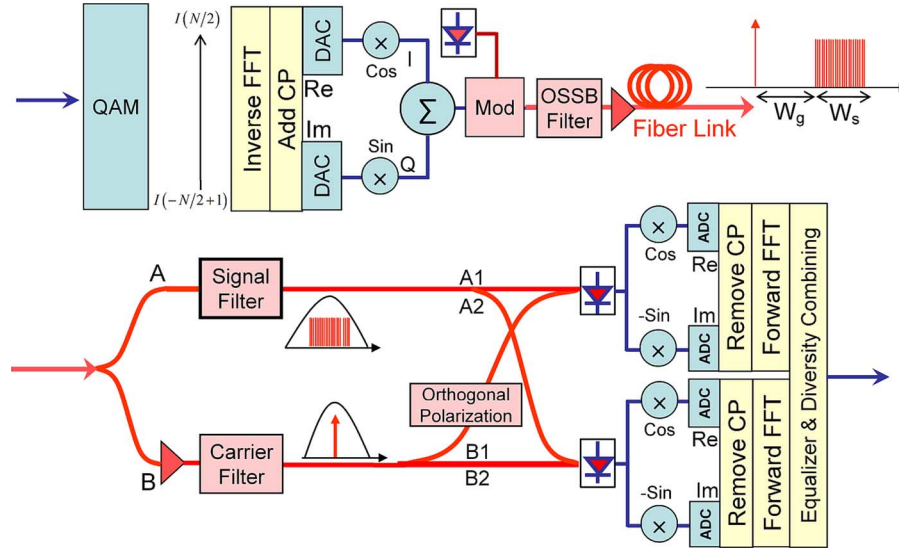 I(N/2)
QAM
I(-N/2+1)
Inverse FFT
Add CP
DAC
Re
Im
DAC
×
Cos
I
Sin
×
Q
Σ
Mod
OSSB
Filter
Fiber Link
Wg
Ws
A
Signal
Filter
A1
A2
Orthogonal
Polarization
B
Carrier
Filter
B1
B2
×
Cos
ADC
Re
-Sin
×
Im
ADC
Remove CP
Forward FFT
×
Cos
ADC
Re
-Sin
×
Im
ADC
Remove CP
Forward FFT
Equalizer & Diversity Combining